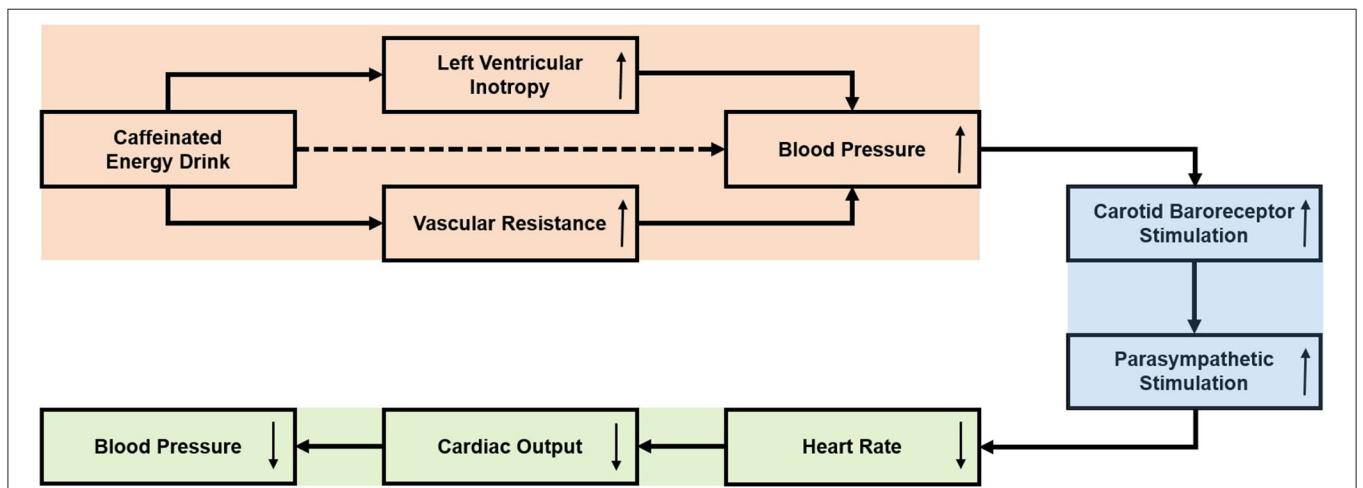 Left Ventricular
Inotropy
Caffeinated
Energy Drink
Blood Pressure
Vascular Resistance
Carotid Baroreceptor
Stimulation
Parasympathetic
Stimulation
Blood Pressure
Cardiac Output
Heart Rate